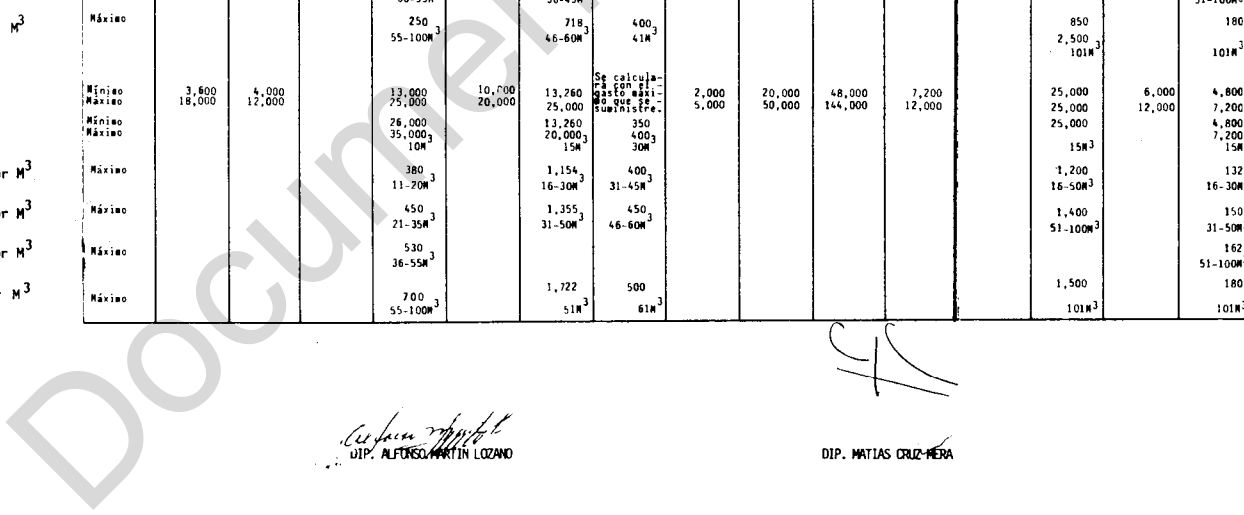 51-100M³
M³ Máximo 250 718 400 850 180
55-100M³ 46-60M³ 41M³ 2,500
101M³ 101M³
Se calcula-
rá con el -
gasto máxi-
mo que se -
suministre.
Mínimo 3,600 4,000 13,000 10,000 13,260 2,000 20,000 48,000 7,200 25,000 6,000 4,800
Máximo 18,000 12,000 25,000 20,000 25,000 5,000 50,000 144,000 12,000 25,000 12,000 7,200
Mínimo 26,000 13,260 350 25,000 4,800
Máximo 35,000 20,000 400 7,200
10M³ 15M³ 30M³ 15M³ 15M
r M³ Máximo 380 1,154 400 1,200 132
11-20M³ 16-30M³ 31-45M³ 16-50M³ 16-30M
r M³ Máximo 450 1,355 450 1,400 150
21-35M³ 31-50M³ 46-60M³ 51-100M³ 31-50M
r M³ Máximo 530 162
36-55M³ 51-100M
r M³ Máximo 700 1,722 500 1,500 180
55-100M³ 51M³ 61M³ 101M³ 101M³
DIP. ALFONSO MARTIN LOZANO DIP. MATIAS CRUZ MERA
Documen